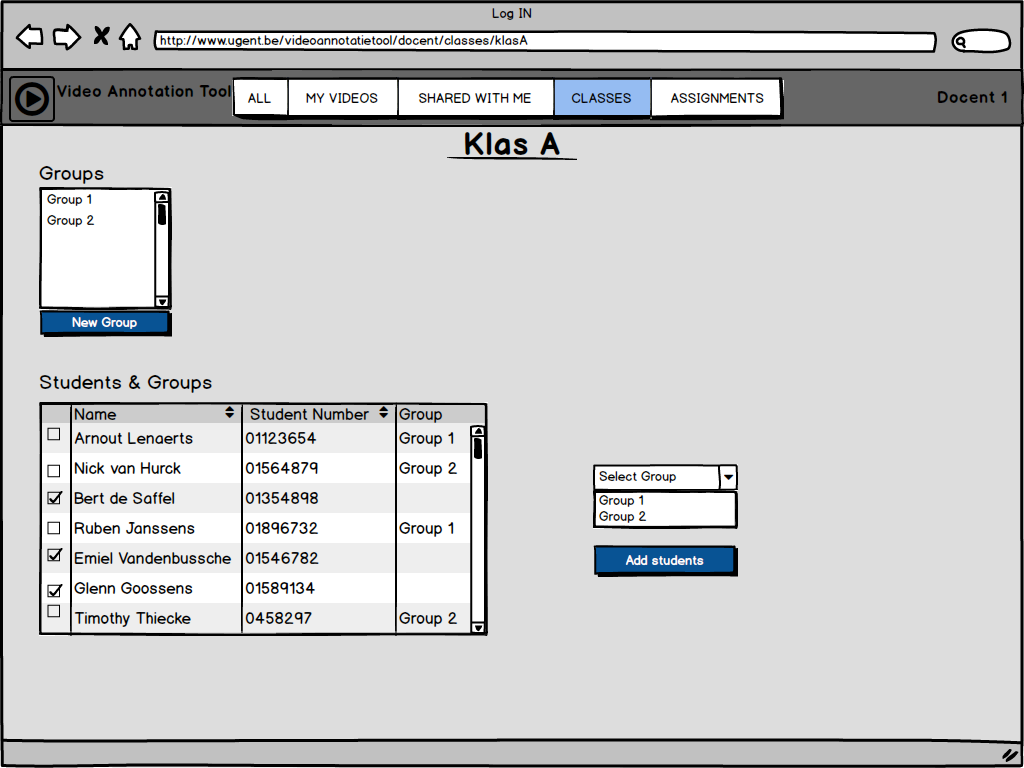 Log IN
http://www.ugent.be/videoannotatietool/docent/classes/klasA
Video Annotation Tool ALL MY VIDEOS SHARED WITH ME CLASSES ASSIGNMENTS Docent 1
Klas A
Groups
Group 1
Group 2
New Group
Students & Groups
Name Student Number Group
Arnout Lenaerts 01123654 Group 1
Nick van Hurck 01564879 Group 2
Bert de Saffel 01354898
Ruben Janssens 01896732 Group 1
Emiel Vandenbussche 01546782
Glenn Goossens 01589134
Timothy Thiecke 0458297 Group 2
Select Group
Group 1
Group 2
Add students